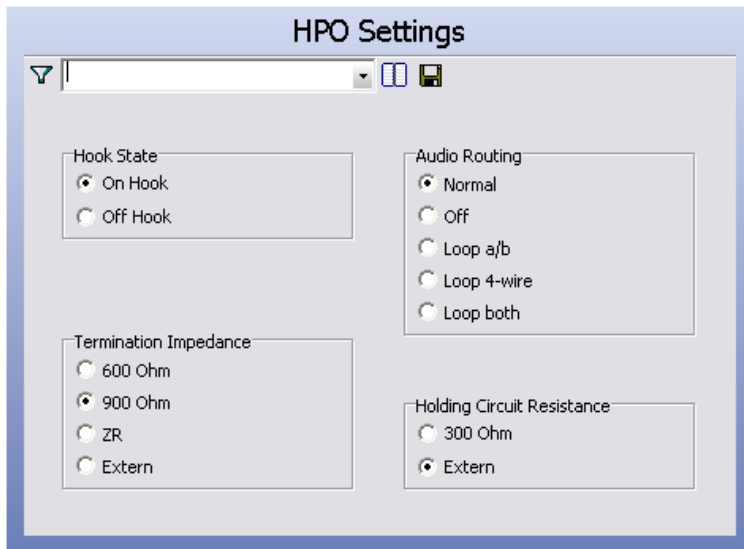 HPO Settings
Hook State
On Hook
Off Hook
Audio Routing
Normal
Off
Loop a/b
Loop 4-wire
Loop both
Termination Impedance
600 Ohm
900 Ohm
ZR
Extern
Holding Circuit Resistance
300 Ohm
Extern